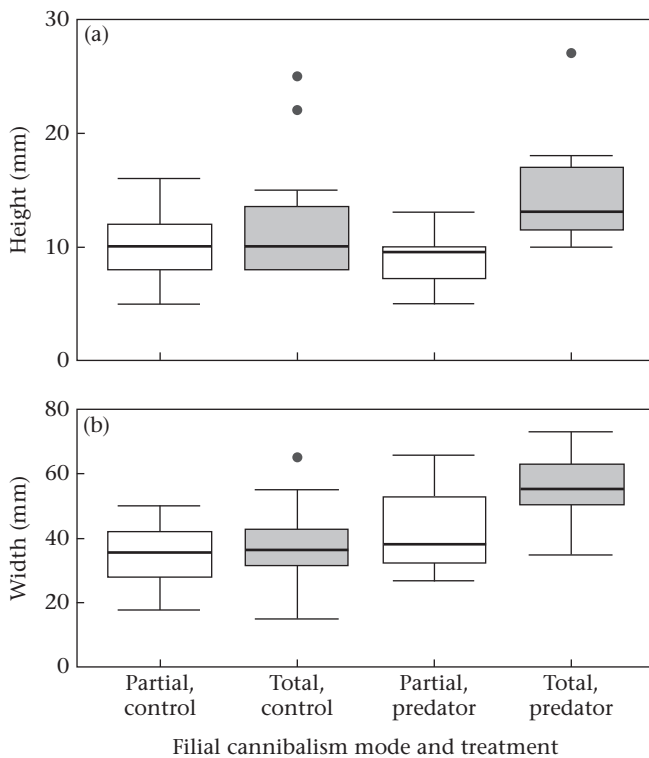 (a)
30
20
10
0
Height (mm)
(b)
80
60
40
20
0
Width (mm)
Partial, control
Total, control
Partial, predator
Total, predator
Filial cannibalism mode and treatment